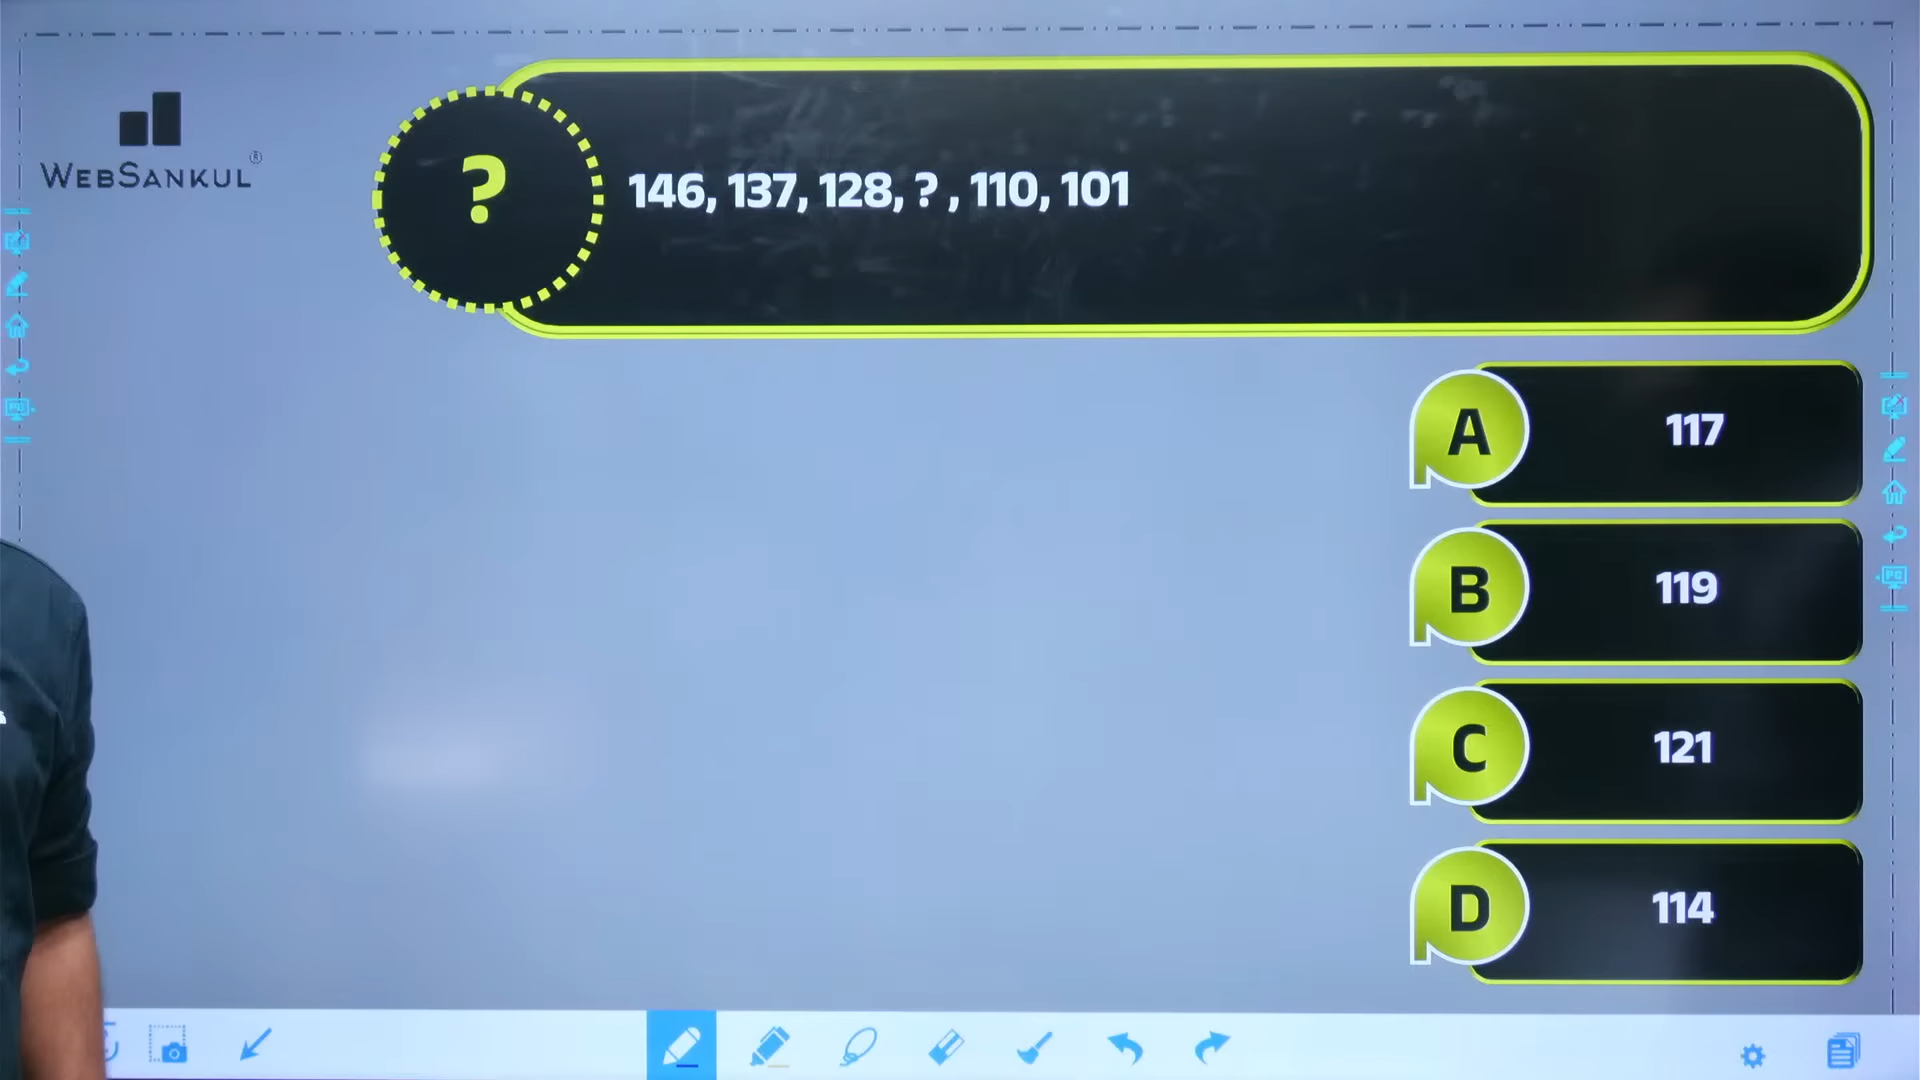 WEBSANKUL®
?
146, 137, 128, ? , 110, 101
A
117
B
119
C
121
D
114